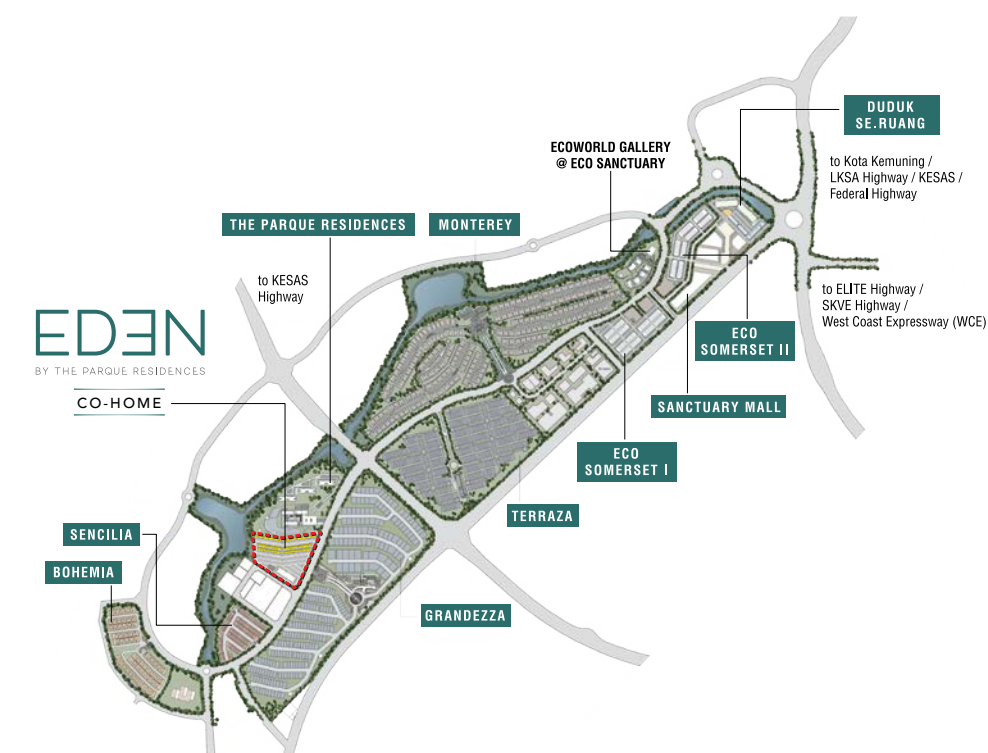 DUDUK
SE.RUANG
ECOWORLD GALLERY
@ ECO SANCTUARY
to Kota Kemuning /
LKSA Highway / KESAS /
Federal Highway
THE PARQUE RESIDENCES
MONTEREY
to KESAS
Highway
to ELITE Highway /
SKVE Highway /
West Coast Expressway (WCE)
EDEN
BY THE PARQUE RESIDENCES
CO-HOME
ECO
SOMERSET II
SANCTUARY MALL
ECO
SOMERSET I
TERRAZA
SENCILIA
BOHEMIA
GRANDEZZA